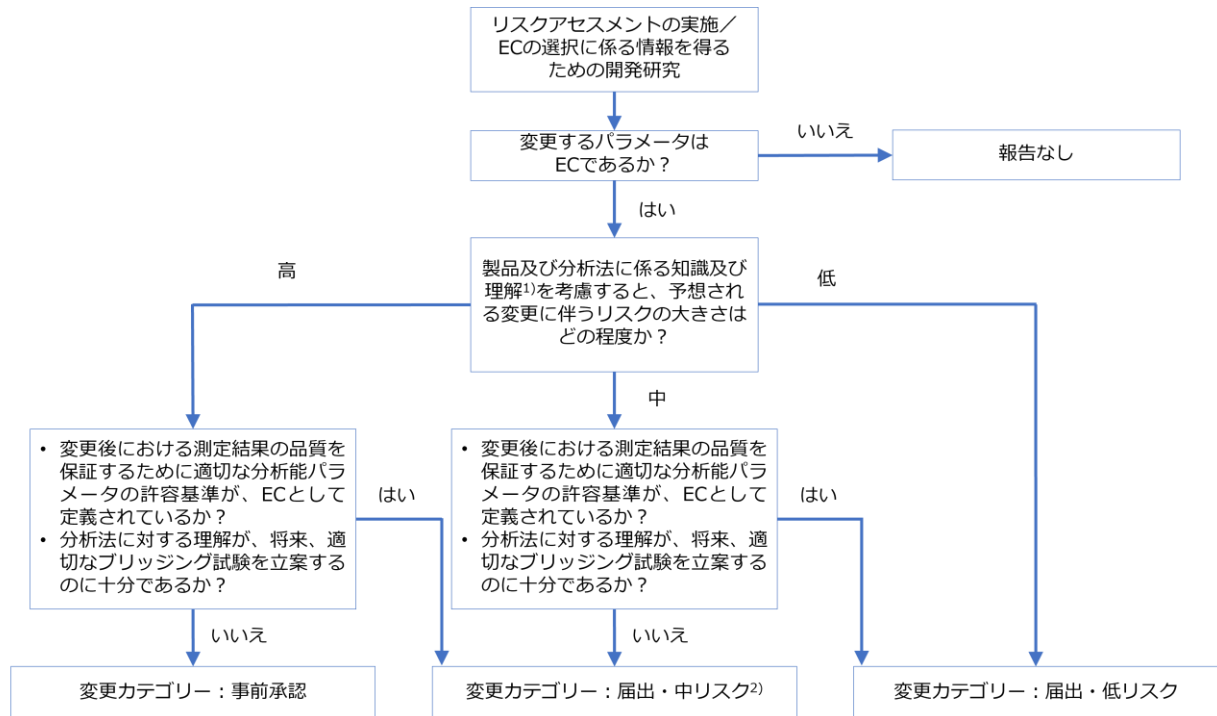 リスクアセスメントの実施／
ECの選択に係る情報を得る
ための開発研究
変更するパラメータは
ECであるか？
いいえ
報告なし
はい
高
製品及び分析法に係る知識及び
理解1)を考慮すると、予想され
る変更に伴うリスクの大きさは
どの程度か？
低
中
• 変更後における測定結果の品質を
保証するために適切な分析能パラ
メータの許容基準が、ECとして
定義されているか？
• 分析法に対する理解が、将来、適
切なブリッジング試験を立案する
のに十分であるか？
はい
• 変更後における測定結果の品質を
保証するために適切な分析能パラ
メータの許容基準が、ECとして
定義されているか？
• 分析法に対する理解が、将来、適
切なブリッジング試験を立案する
のに十分であるか？
はい
いいえ
いいえ
変更カテゴリー：事前承認
変更カテゴリー：届出・中リスク2)
変更カテゴリー：届出・低リスク